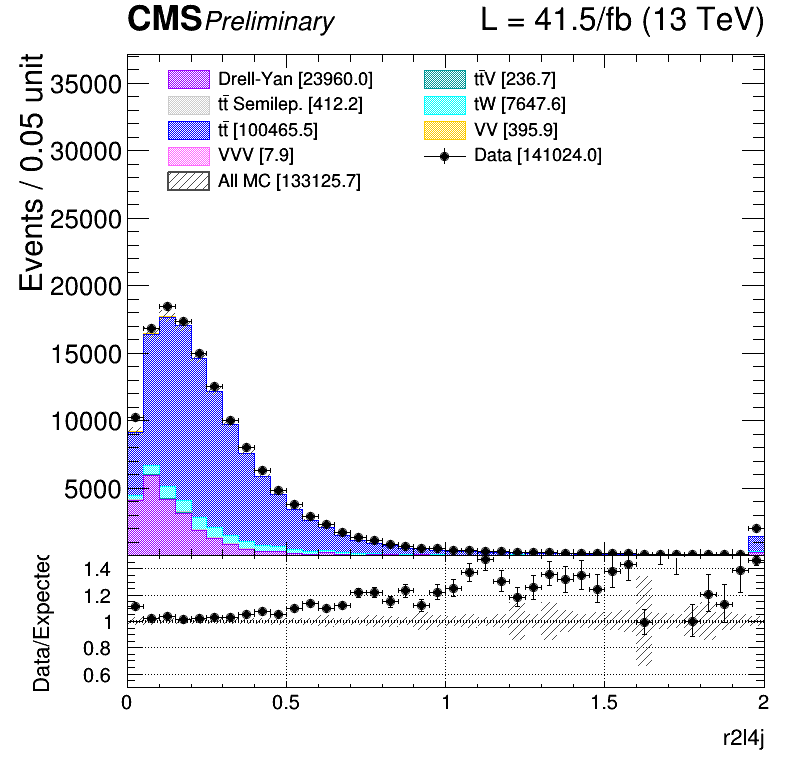 CMS Preliminary L = 41.5/fb (13 TeV)
Events / 0.05 unit
35000
30000
25000
20000
15000
10000
5000
Drell-Yan [23960.0]
tt̄ Semilep. [412.2]
tt̄ [100465.5]
VVV [7.9]
All MC [133125.7]
tt̄V [236.7]
tW [7647.6]
VV [395.9]
Data [141024.0]
Data/Expected
1.4
1.2
1
0.8
0.6
0 0.5 1 1.5 2
r2l4j